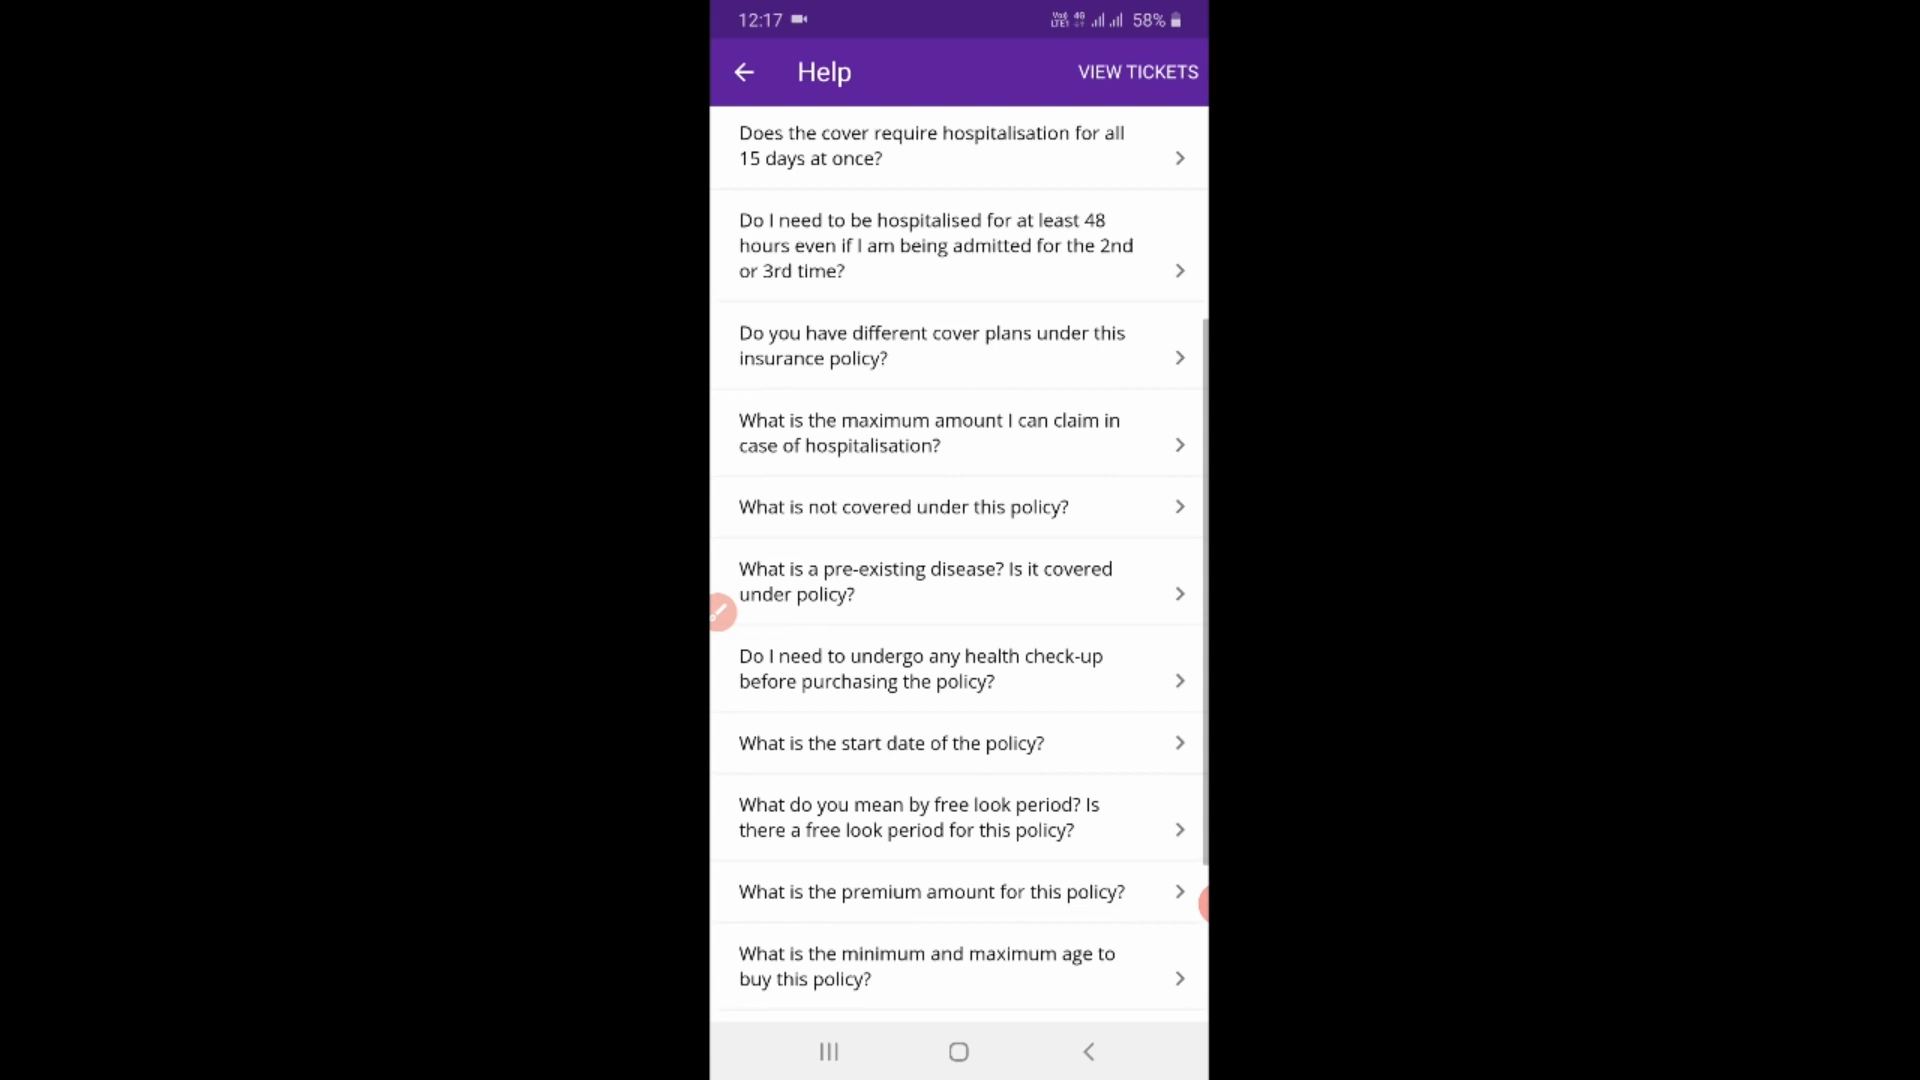 12:17 58%
Help VIEW TICKETS
Does the cover require hospitalisation for all
15 days at once?
Do I need to be hospitalised for at least 48
hours even if I am being admitted for the 2nd
or 3rd time?
Do you have different cover plans under this
insurance policy?
What is the maximum amount I can claim in
case of hospitalisation?
What is not covered under this policy?
What is a pre-existing disease? Is it covered
under policy?
Do I need to undergo any health check-up
before purchasing the policy?
What is the start date of the policy?
What do you mean by free look period? Is
there a free look period for this policy?
What is the premium amount for this policy?
What is the minimum and maximum age to
buy this policy?